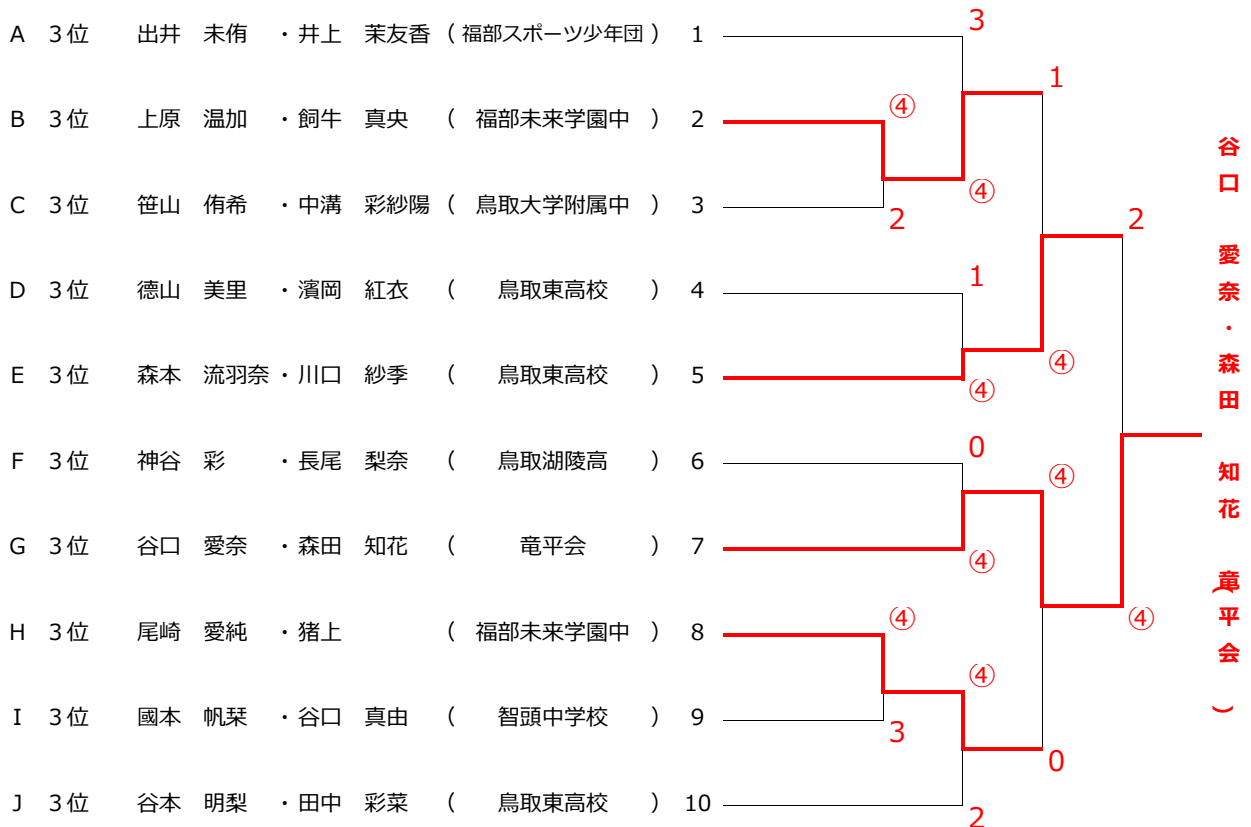 A 3位 出井 未侑 ・井上 茉友香 ( 福部スポーツ少年団 ) 1
3
1
B 3位 上原 温加 ・飼牛 真央 ( 福部未来学園中 ) 2
④
C 3位 笹山 侑希 ・中溝 彩紗陽 ( 鳥取大学附属中 ) 3
④
2
2
D 3位 德山 美里 ・濱岡 紅衣 ( 鳥取東高校 ) 4
1
④
E 3位 森本 流羽奈 ・川口 紗季 ( 鳥取東高校 ) 5
④
F 3位 神谷 彩 ・長尾 梨奈 ( 鳥取湖陵高 ) 6
0
④
G 3位 谷口 愛奈 ・森田 知花 ( 竜平会 ) 7
④
H 3位 尾崎 愛純 ・猪上 ( 福部未来学園中 ) 8
④
④
④
I 3位 國本 帆栞 ・谷口 真由 ( 智頭中学校 ) 9
3
0
J 3位 谷本 明梨 ・田中 彩菜 ( 鳥取東高校 ) 10
2
谷口 愛奈・森田 知花 (竜平会 )